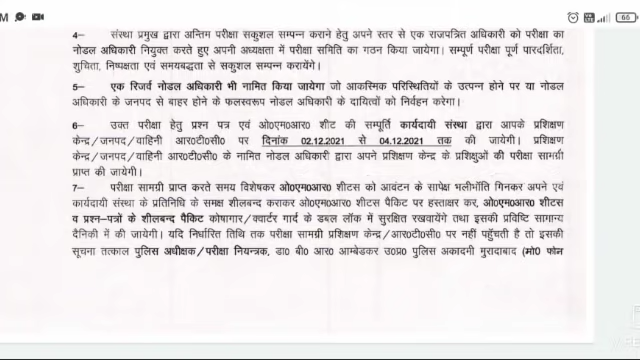 M
66
4– संस्था प्रमुख द्वारा अन्तिम परीक्षा सकुशल सम्पन्न कराने हेतु अपने स्तर से एक राजपत्रित अधिकारी को परीक्षा का
नोडल अधिकारी नियुक्त करते हुए अपनी अध्यक्षता में परीक्षा समिति का गठन किया जायेगा। सम्पूर्ण परीक्षा पूर्ण पारदर्शिता,
शुचिता, निष्पक्षता एवं समयबद्धता से सकुशल सम्पन्न करायेंगे।
5– एक रिजर्व नोडल अधिकारी भी नामित किया जायेगा जो आकस्मिक परिस्थितियों के उत्पन्न होने पर या नोडल
अधिकारी के जनपद से बाहर होने के फलस्वरूप नोडल अधिकारी के दायित्वों को निर्वहन करेगा।
6– उक्त परीक्षा हेतु प्रश्न पत्र एवं ओ0एम0आर0 शीट की सम्पूर्ति कार्यदायी संस्था द्वारा आपके प्रशिक्षण
केन्द्र/जनपद/वाहिनी आर0टी0सी0 पर दिनांक 02.12.2021 से 04.12.2021 तक की जायेगी। प्रशिक्षण
केन्द्र/जनपद/वाहिनी आर0टी0सी0 के नामित नोडल अधिकारी द्वारा अपने प्रशिक्षण केन्द्र के प्रशिक्षुओं की परीक्षा सामग्री
प्राप्त की जायेगी।
7– परीक्षा सामग्री प्राप्त करते समय विशेषकर ओ0एम0आर0 शीटस को आवंटन के सापेक्ष भलीभाँति गिनकर अपने एवं
कार्यदायी संस्था के प्रतिनिधि के समक्ष शीलबन्द कराकर ओ0एम0आर0 शीटस पैकिट पर हस्ताक्षर कर, ओ0एम0आर0 शीटस
व प्रश्न–पत्रों के शीलबन्द पैकिट कोषागार/क्वार्टर गार्द के डबल लॉक में सुरक्षित रखवायेंगे तथा इसकी प्रविष्टि सामान्य
दैनिकी में की जायेगी। यदि निर्धारित तिथि तक परीक्षा सामग्री प्रशिक्षण केन्द्र/आर0टी0सी0 पर नहीं पहुँचती है तो इसकी
सूचना तत्काल पुलिस अधीक्षक/परीक्षा नियन्त्रक, डा0 बी0 आर0 आम्बेडकर उ0प्र0 पुलिस अकादमी मुरादाबाद (मो0 फोन